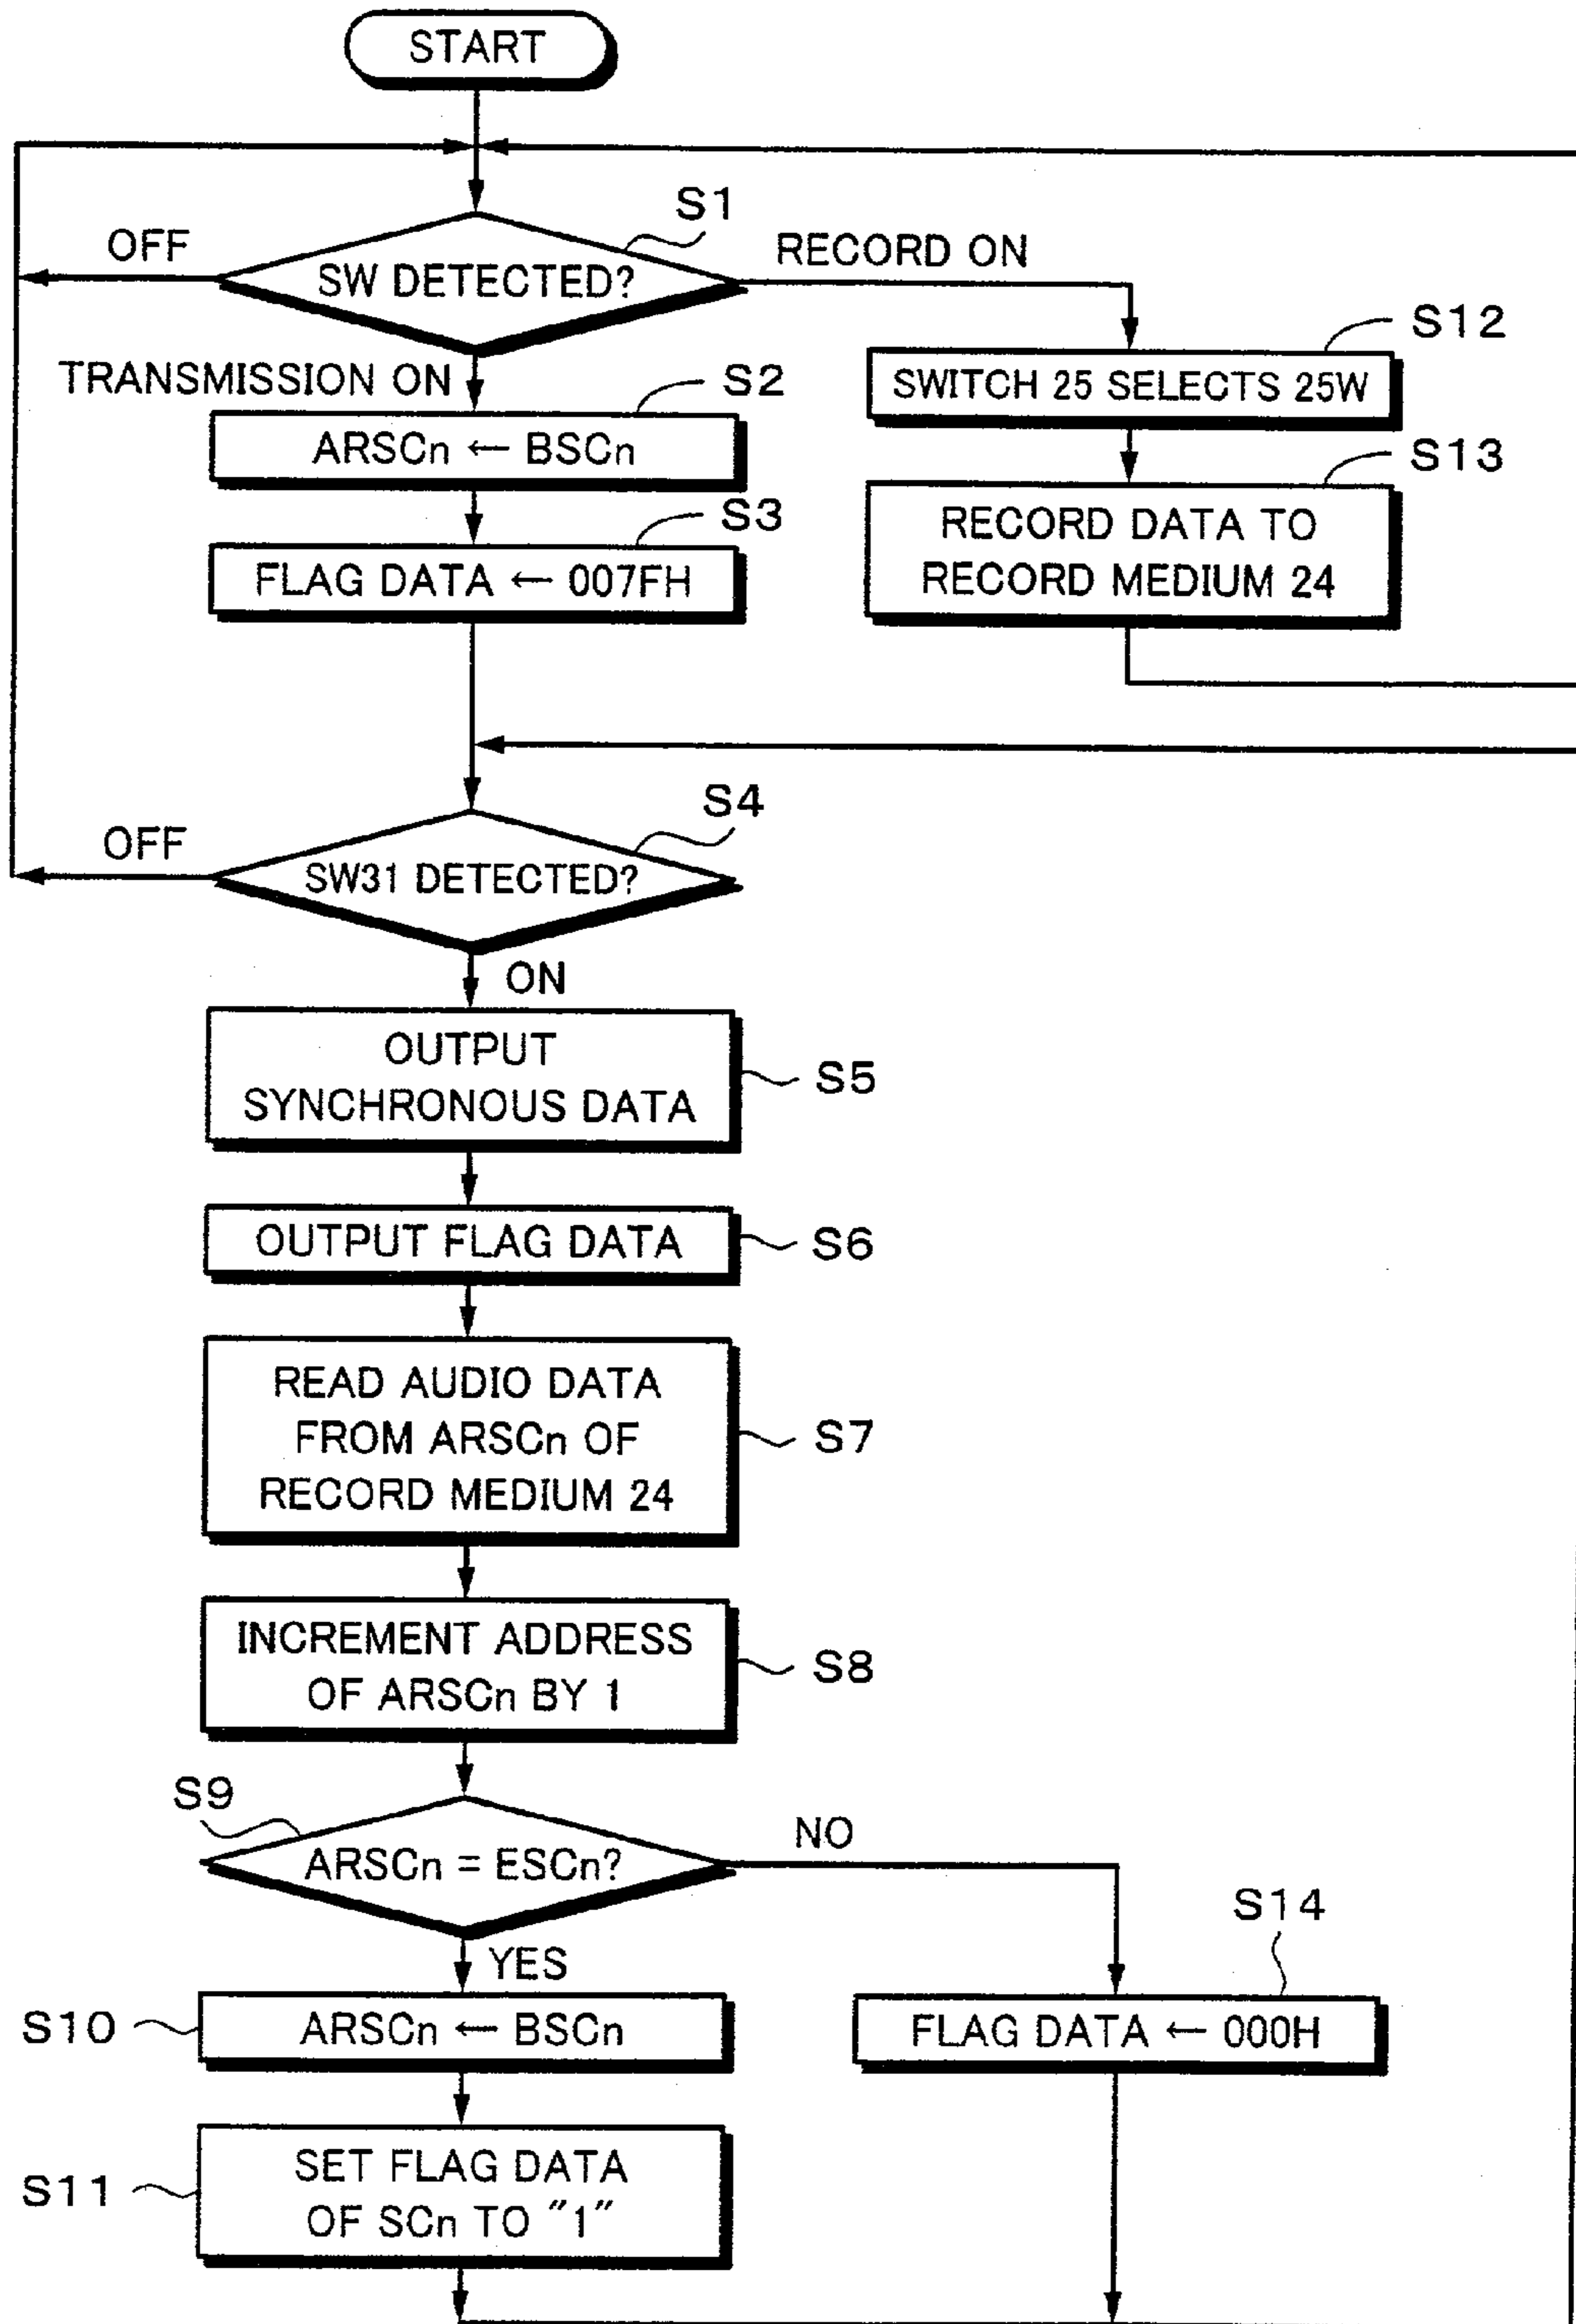 START
S1
OFF
SW DETECTED?
RECORD ON
TRANSMISSION ON
S2
ARSCn ← BSCn
S3
FLAG DATA ← 007FH
S12
SWITCH 25 SELECTS 25W
S13
RECORD DATA TO
RECORD MEDIUM 24
S4
OFF
SW31 DETECTED?
ON
OUTPUT
SYNCHRONOUS DATA
S5
OUTPUT FLAG DATA
S6
READ AUDIO DATA
FROM ARSCn OF
RECORD MEDIUM 24
S7
INCREMENT ADDRESS
OF ARSCn BY 1
S8
S9
ARSCn = ESCn?
NO
YES
S10
ARSCn ← BSCn
S14
FLAG DATA ← 000H
S11
SET FLAG DATA
OF SCn TO "1"